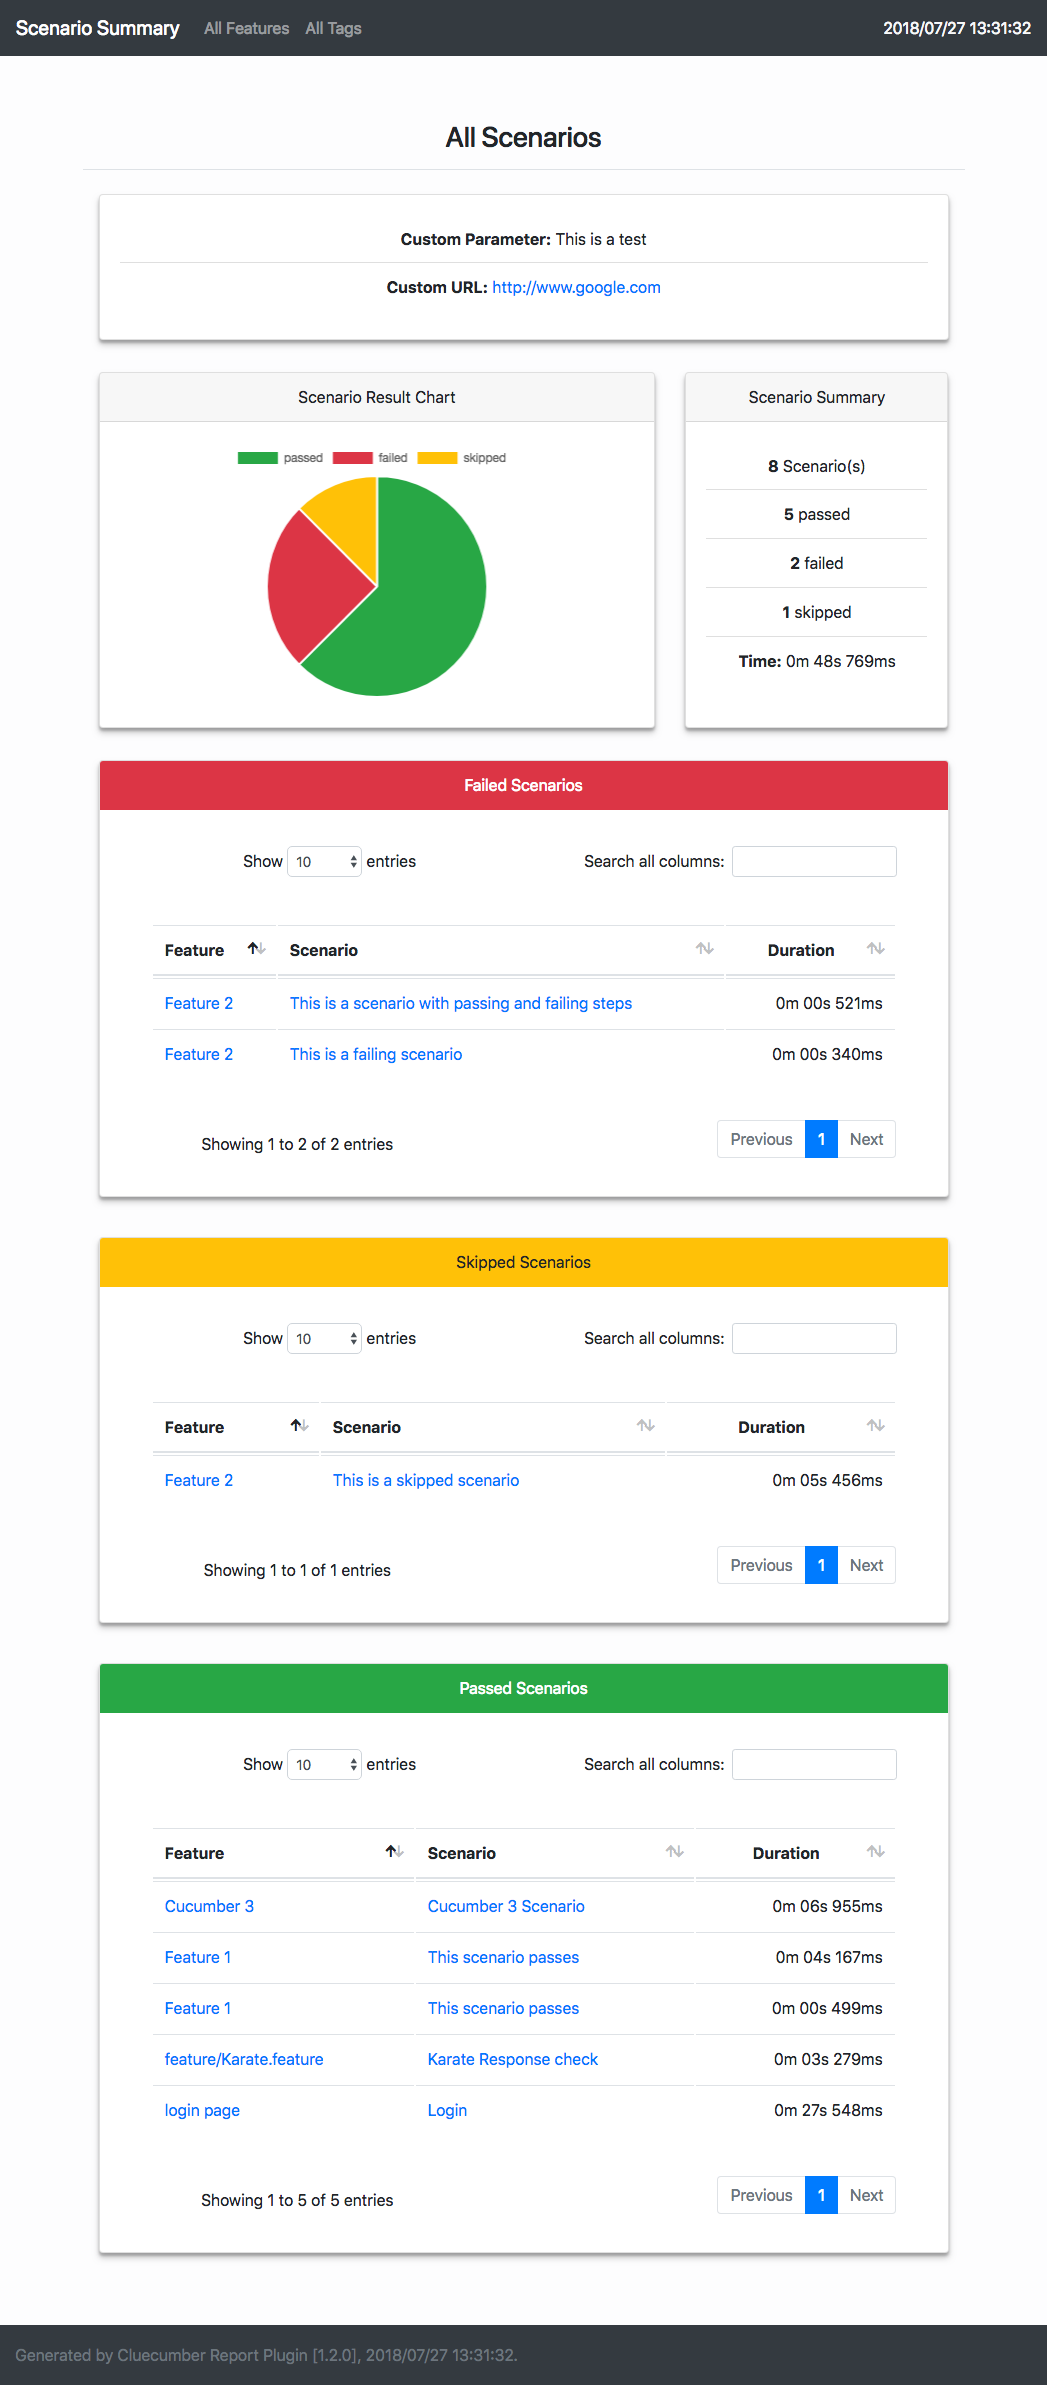 Scenario Summary All Features All Tags 2018/07/27 13:31:32
All Scenarios
Custom Parameter: This is a test
Custom URL: http://www.google.com
Scenario Result Chart
passed failed skipped
Scenario Summary
8 Scenario(s)
5 passed
2 failed
1 skipped
Time: 0m 48s 769ms
Failed Scenarios
Show 10 entries Search all columns:
Feature Scenario Duration
Feature 2 This is a scenario with passing and failing steps 0m 00s 521ms
Feature 2 This is a failing scenario 0m 00s 340ms
Showing 1 to 2 of 2 entries Previous 1 Next
Skipped Scenarios
Show 10 entries Search all columns:
Feature Scenario Duration
Feature 2 This is a skipped scenario 0m 05s 456ms
Showing 1 to 1 of 1 entries Previous 1 Next
Passed Scenarios
Show 10 entries Search all columns:
Feature Scenario Duration
Cucumber 3 Cucumber 3 Scenario 0m 06s 955ms
Feature 1 This scenario passes 0m 04s 167ms
Feature 1 This scenario passes 0m 00s 499ms
feature/Karate.feature Karate Response check 0m 03s 279ms
login page Login 0m 27s 548ms
Showing 1 to 5 of 5 entries Previous 1 Next
Generated by Cluecumber Report Plugin [1.2.0], 2018/07/27 13:31:32.